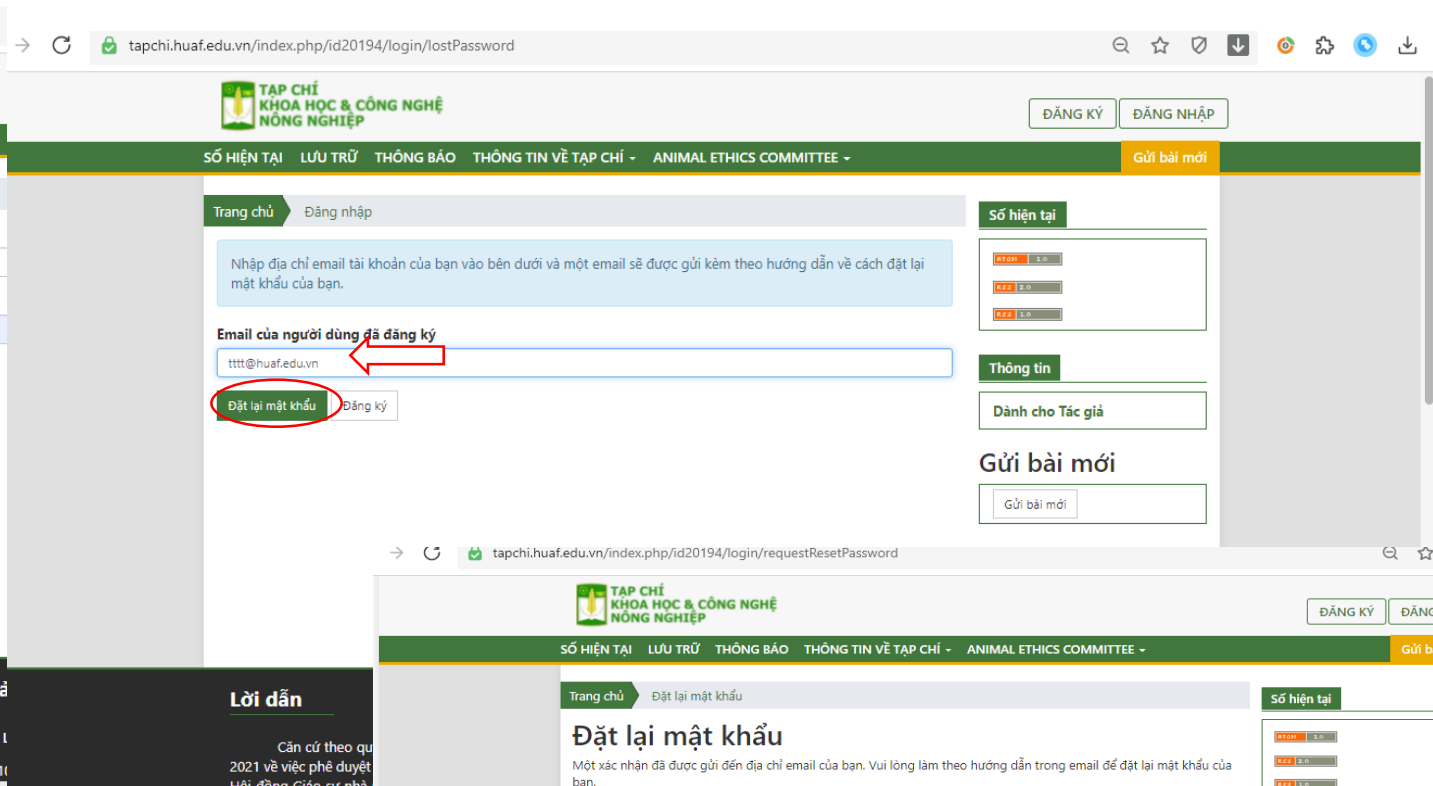 tapchi.huaf.edu.vn/index.php/id20194/login/lostPassword
TẠP CHÍ
KHOA HỌC & CÔNG NGHỆ
NÔNG NGHIỆP
ĐĂNG KÝ ĐĂNG NHẬP
SỐ HIỆN TẠI LƯU TRỮ THÔNG BÁO THÔNG TIN VỀ TẠP CHÍ ANIMAL ETHICS COMMITTEE Gửi bài mới
Trang chủ Đăng nhập
Nhập địa chỉ email tài khoản của bạn vào bên dưới và một email sẽ được gửi kèm theo hướng dẫn về cách đặt lại
mật khẩu của bạn.
Email của người dùng đã đăng ký
tttt@huaf.edu.vn
Đặt lại mật khẩu Đăng ký
Số hiện tại
ATOM 1.0
RSS 2.0
RSS 1.0
Thông tin
Dành cho Tác giả
Gửi bài mới
Gửi bài mới
Lời dẫn
Căn cứ theo qu
2021 về việc phê duyệt
Hội đồng Giáo sư nhà
tapchi.huaf.edu.vn/index.php/id20194/login/requestResetPassword
TẠP CHÍ
KHOA HỌC & CÔNG NGHỆ
NÔNG NGHIỆP
ĐĂNG KÝ ĐĂNG
SỐ HIỆN TẠI LƯU TRỮ THÔNG BÁO THÔNG TIN VỀ TẠP CHÍ ANIMAL ETHICS COMMITTEE Gửi b
Trang chủ Đặt lại mật khẩu
Đặt lại mật khẩu
Một xác nhận đã được gửi đến địa chỉ email của bạn. Vui lòng làm theo hướng dẫn trong email để đặt lại mật khẩu của
bạn.
Số hiện tại
ATOM 1.0
RSS 2.0
RSS 1.0